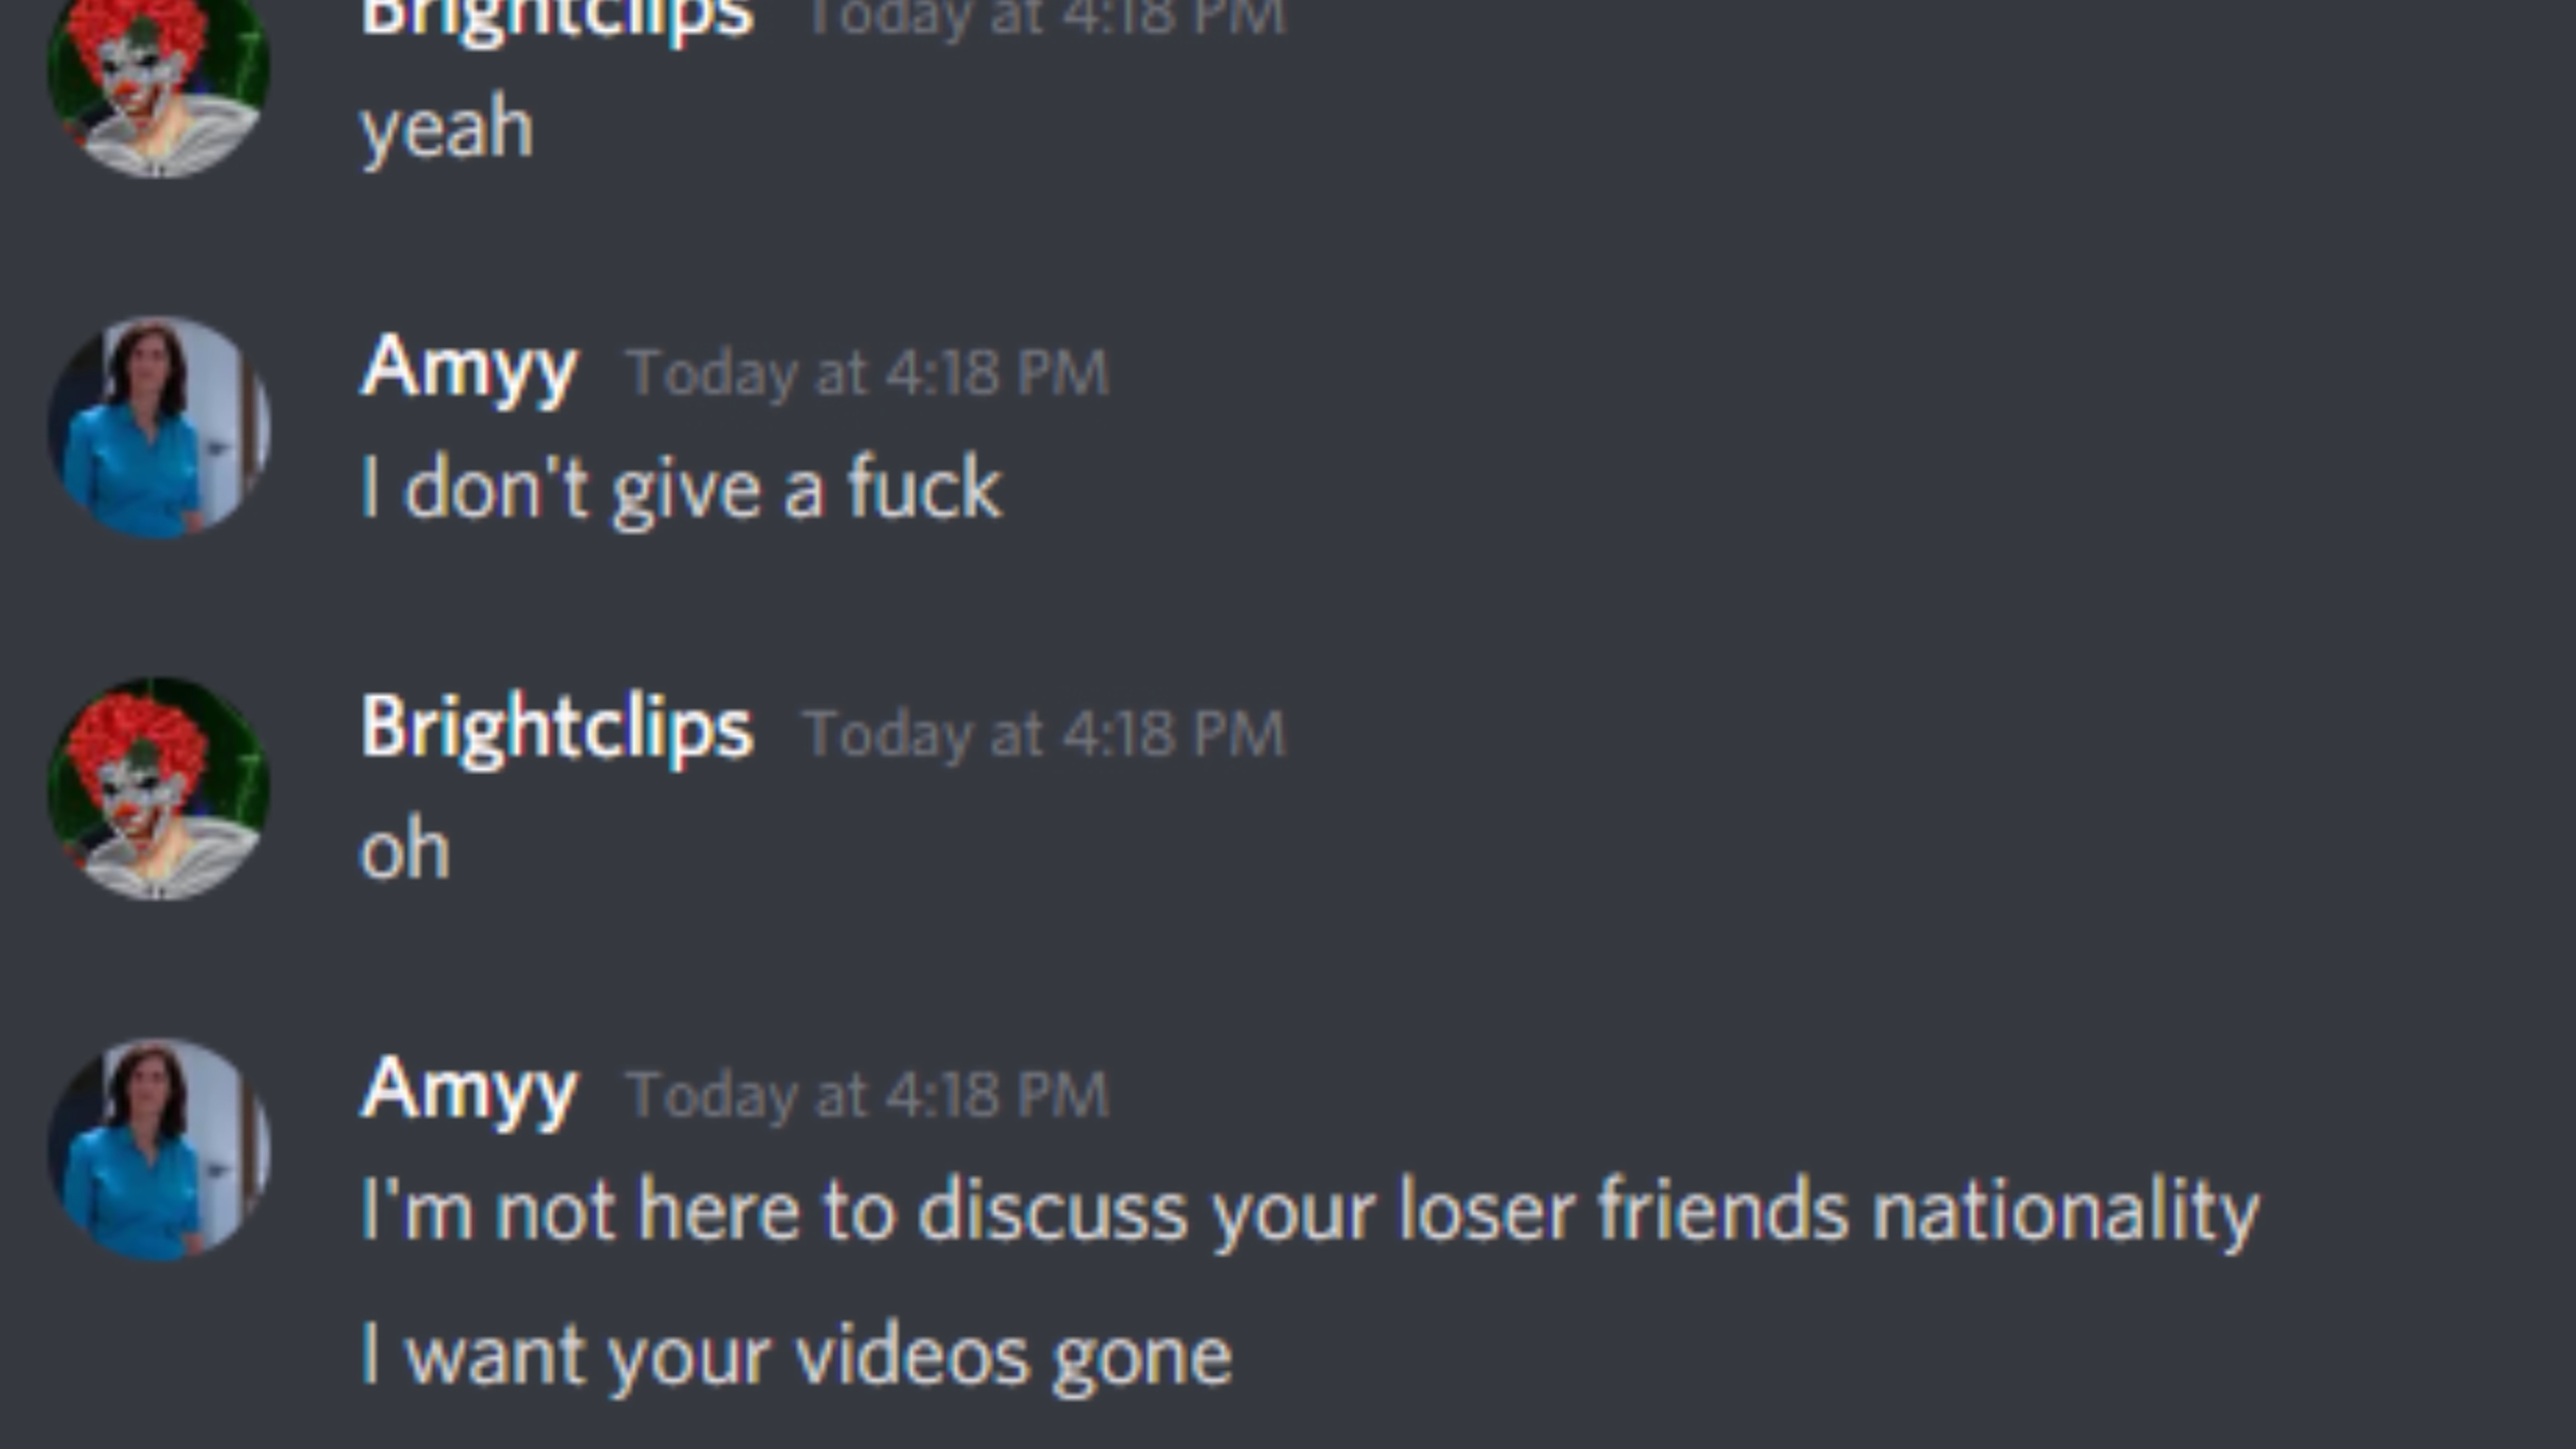 Brightclips Today at 4:18 PM
yeah
Amyy Today at 4:18 PM
I don't give a fuck
Brightclips Today at 4:18 PM
oh
Amyy Today at 4:18 PM
I'm not here to discuss your loser friends nationality
I want your videos gone